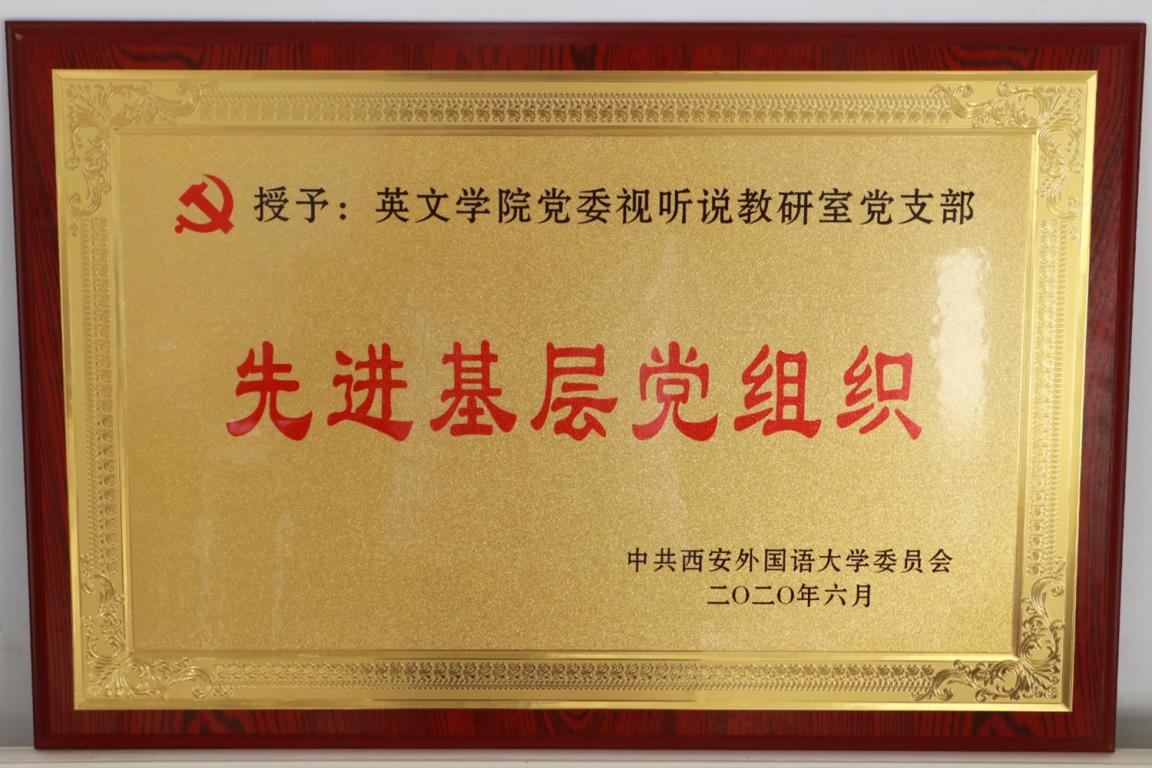 授予：英文学院党委视听说教研室党支部
先进基层党组织
中共西安外国语大学委员会
二〇二〇年六月